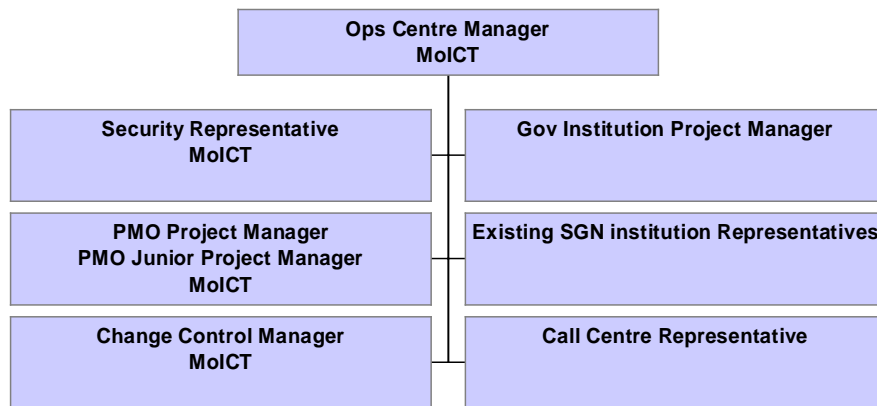 Ops Centre Manager
MoICT
Security Representative
MoICT
Gov Institution Project Manager
PMO Project Manager
PMO Junior Project Manager
MoICT
Existing SGN institution Representatives
Change Control Manager
MoICT
Call Centre Representative